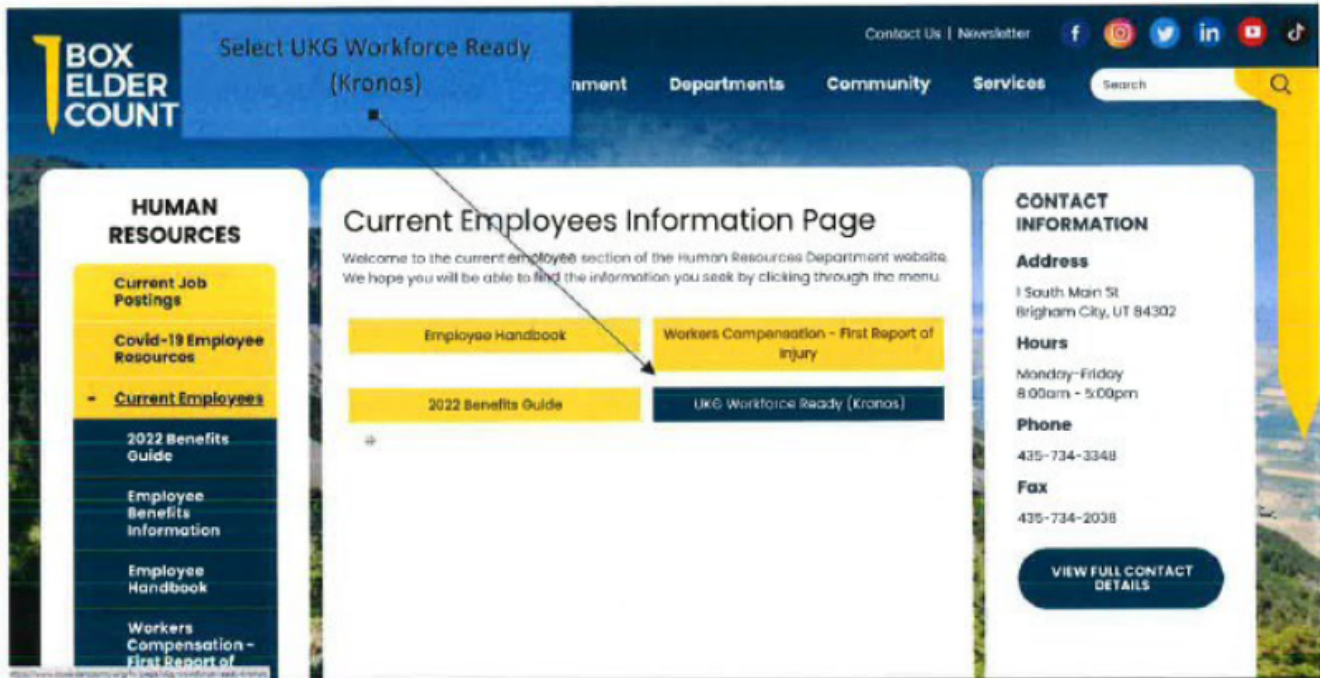 BOX
ELDER
COUNT
Select UKG Workforce Ready
(Kronos)
Contact Us | Newsletter
nment Departments Community Services
Search
HUMAN
RESOURCES
Current Job
Postings
Covid-19 Employee
Resources
- Current Employees
2022 Benefits
Guide
Employee
Benefits
Information
Employee
Handbook
Workers
Compensation -
First Report of
Current Employees Information Page
Welcome to the current employee section of the Human Resources Department website.
We hope you will be able to find the information you seek by clicking through the menu.
Employee Handbook
Workers Compensation - First Report of
Injury
2022 Benefits Guide
UKG Workforce Ready (Kronos)
CONTACT
INFORMATION
Address
1 South Main St
Brigham City, UT 84302
Hours
Monday-Friday
8:00am - 5:00pm
Phone
435-734-3348
Fax
435-734-2038
VIEW FULL CONTACT
DETAILS